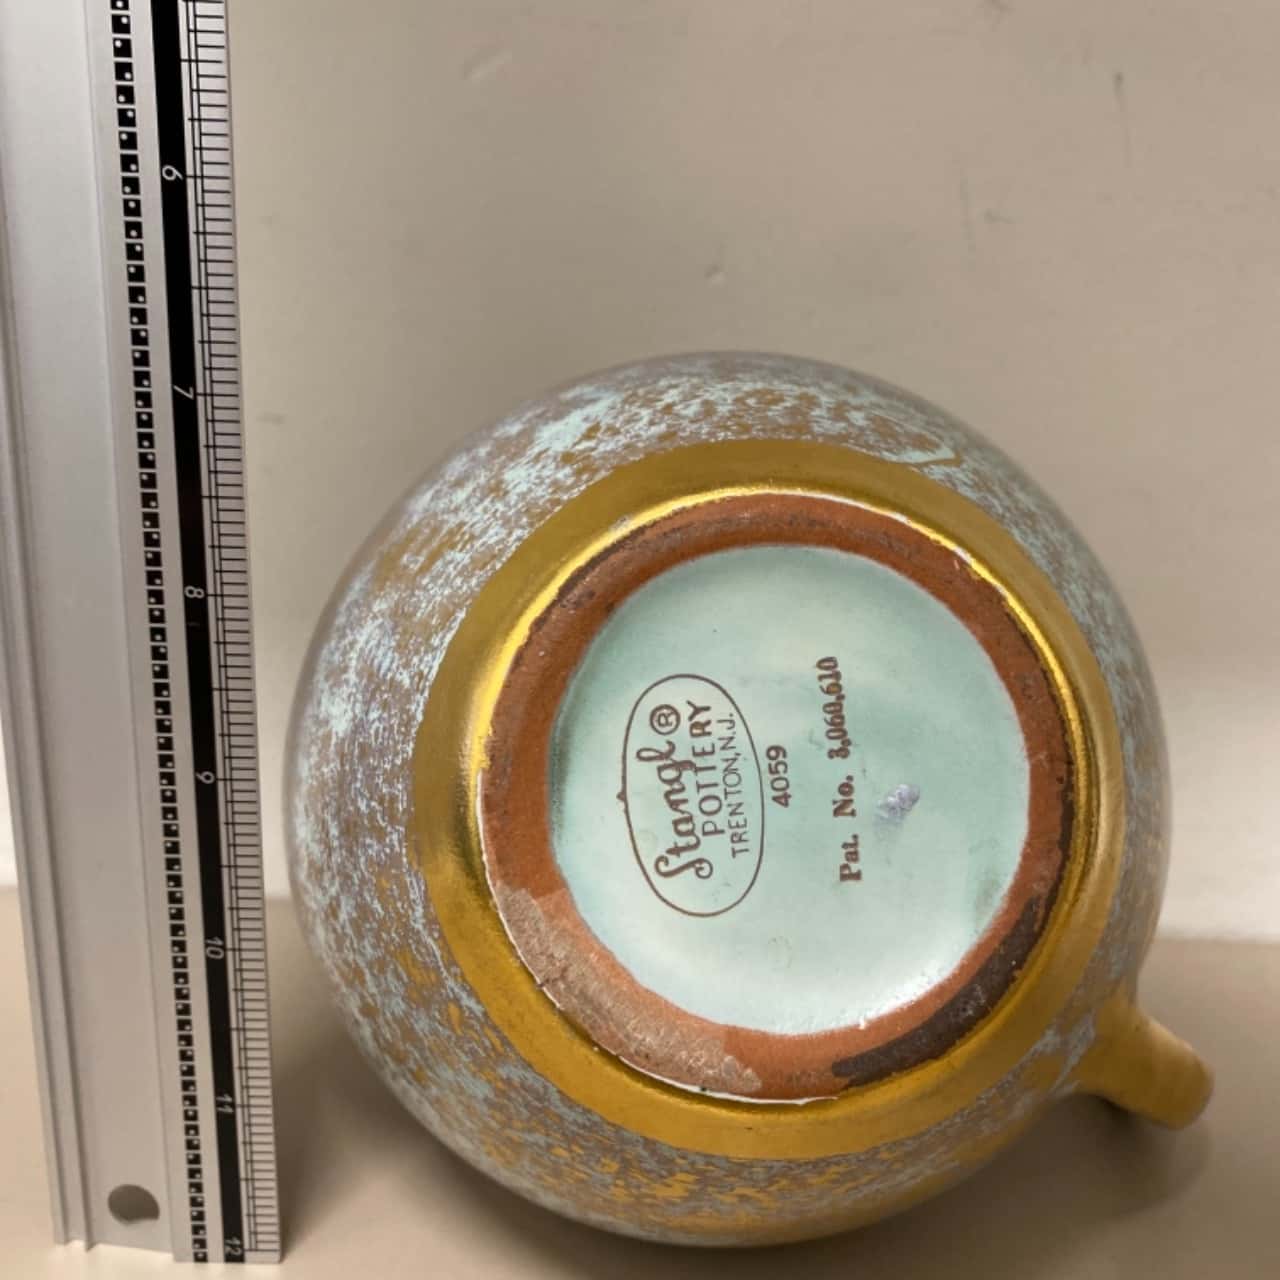 6
7
8
9
10
11
12
Stangl ®
POTTERY
TRENTON, N.J.
4059
Pat. No. 3,060,610